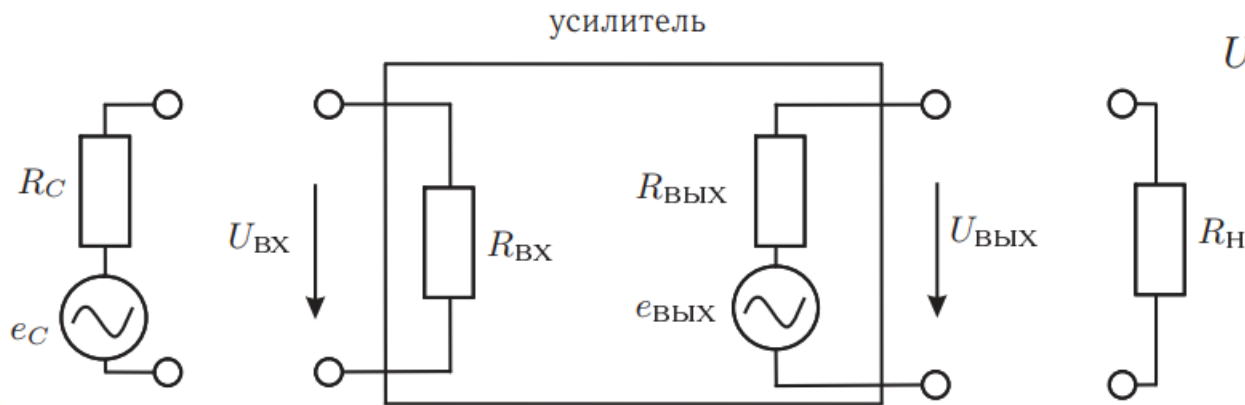 усилитель
U
R_C
U_ВХ
R_ВХ
R_ВЫХ
U_ВЫХ
R_Н
e_C
e_ВЫХ